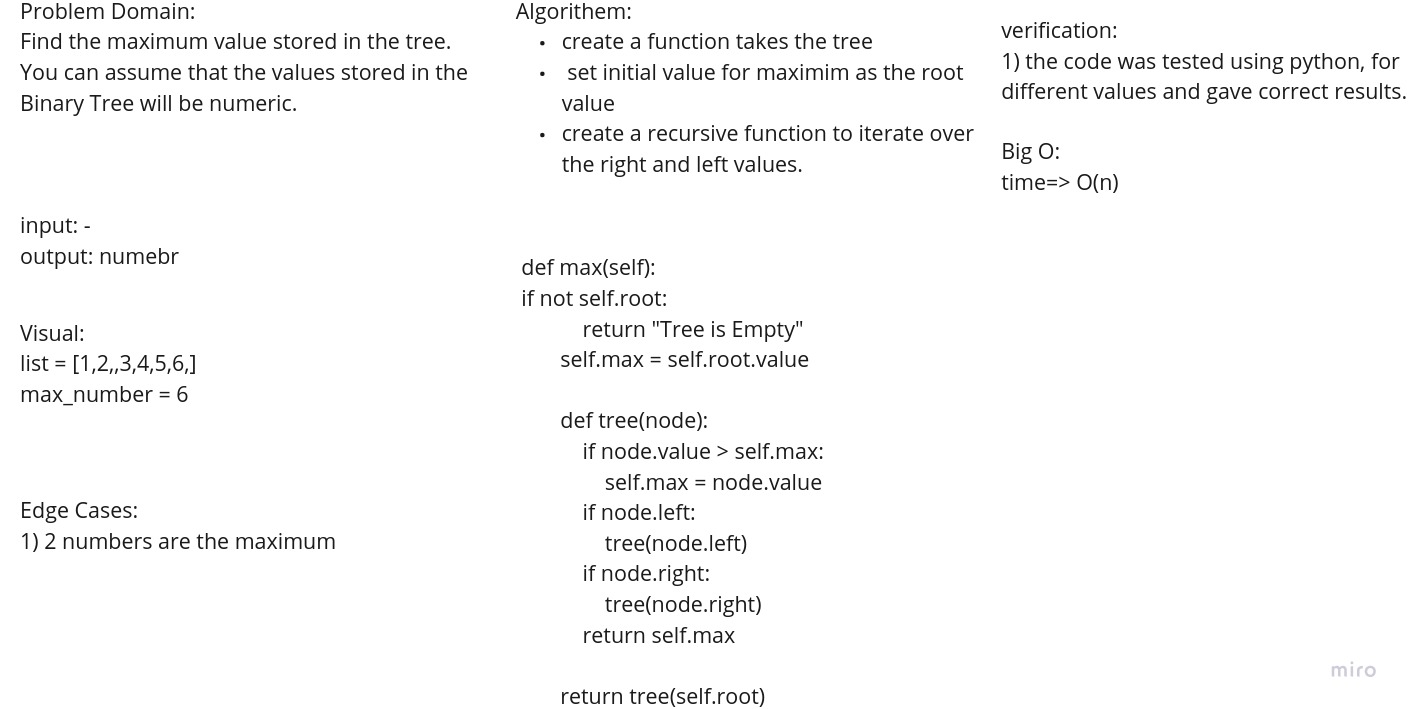 Problem Domain:
Find the maximum value stored in the tree.
You can assume that the values stored in the
Binary Tree will be numeric.
input: -
output: numebr
Visual:
list = [1,2,,3,4,5,6,]
max_number = 6
Edge Cases:
1) 2 numbers are the maximum
Algorithem:
• create a function takes the tree
• set initial value for maximim as the root
value
• create a recursive function to iterate over
the right and left values.
def max(self):
if not self.root:
return "Tree is Empty"
self.max = self.root.value
def tree(node):
if node.value > self.max:
self.max = node.value
if node.left:
tree(node.left)
if node.right:
tree(node.right)
return self.max
return tree(self.root)
verification:
1) the code was tested using python, for
different values and gave correct results.
Big O:
time=> O(n)
miro